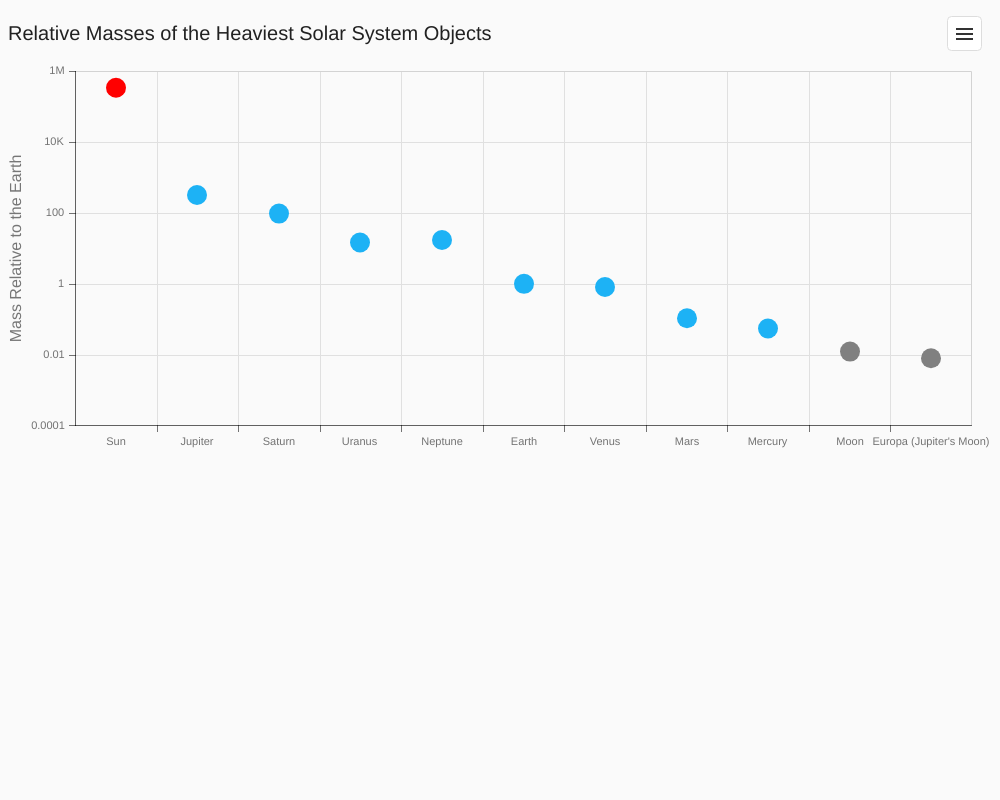 Relative Masses of the Heaviest Solar System Objects
Mass Relative to the Earth
1M
10K
100
1
0.01
0.0001
Sun
Jupiter
Saturn
Uranus
Neptune
Earth
Venus
Mars
Mercury
Moon
Europa (Jupiter's Moon)